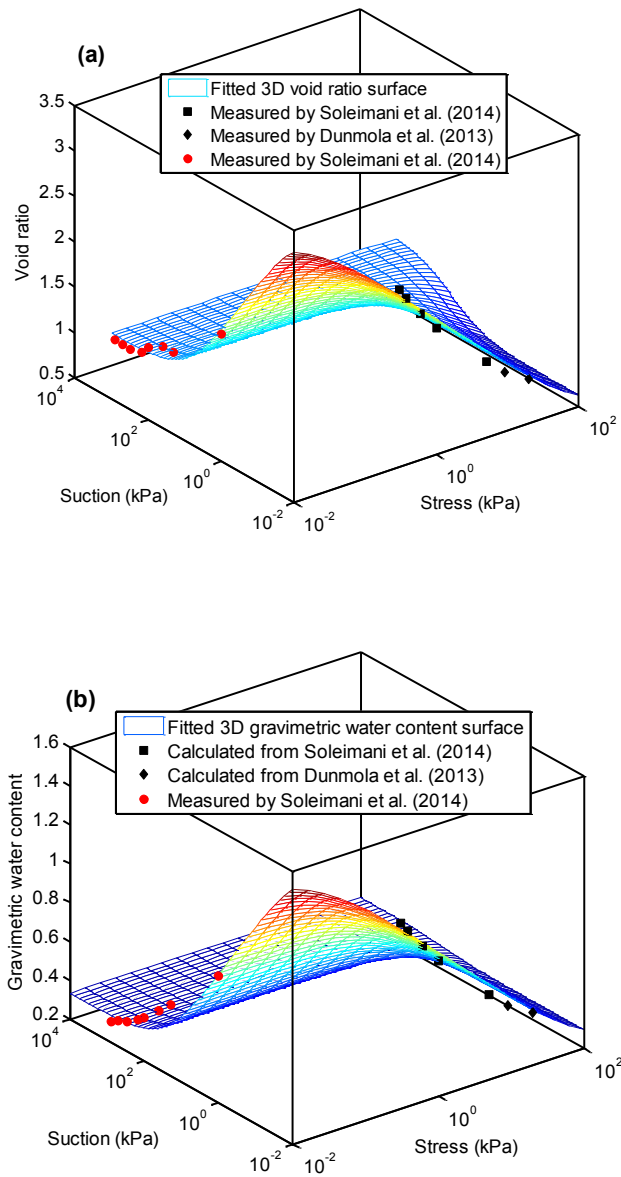 (a)
Fitted 3D void ratio surface
Measured by Soleimani et al. (2014)
Measured by Dunmola et al. (2013)
Measured by Soleimani et al. (2014)
3.5
3
2.5
2
1.5
1
0.5
Void ratio
10^4
10^2
10^0
10^-2
Suction (kPa)
10^-2
10^0
10^2
Stress (kPa)
(b)
Fitted 3D gravimetric water content surface
Calculated from Soleimani et al. (2014)
Calculated from Dunmola et al. (2013)
Measured by Soleimani et al. (2014)
1.6
1.4
1.2
1
0.8
0.6
0.4
0.2
Gravimetric water content
10^4
10^2
10^0
10^-2
Suction (kPa)
10^-2
10^0
10^2
Stress (kPa)